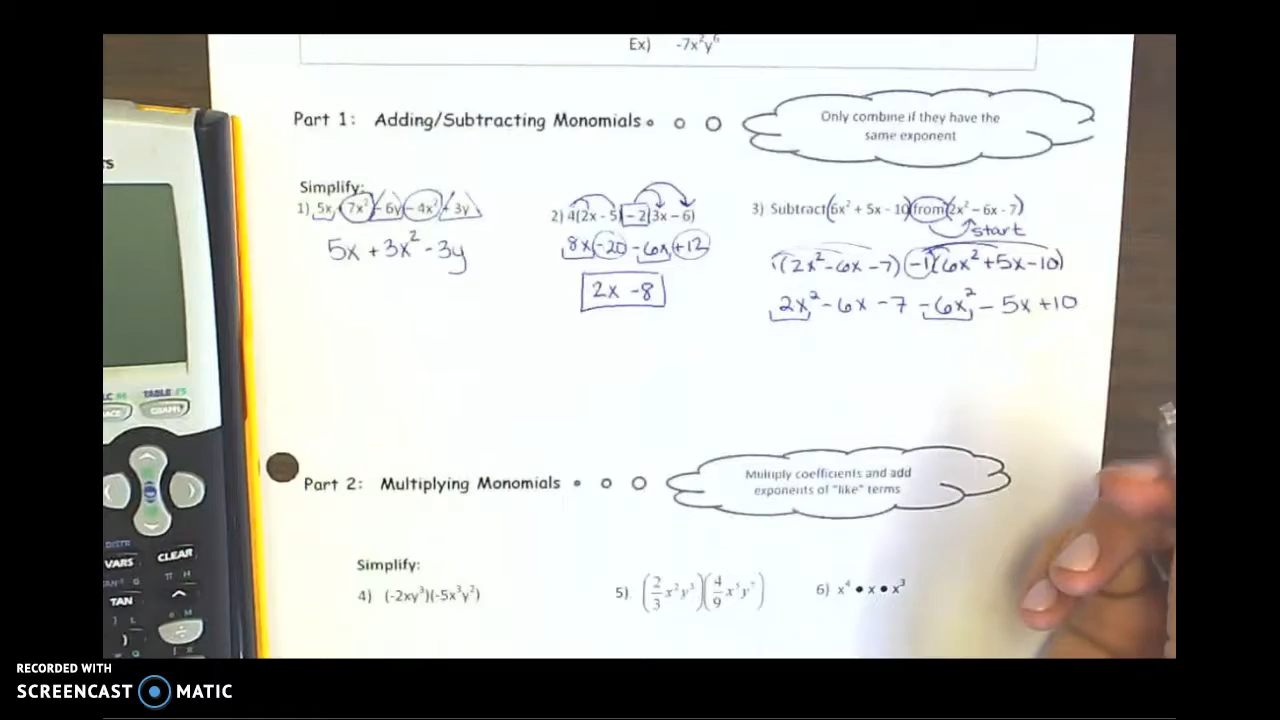 Ex) -7x²y⁶
Part 1: Adding/Subtracting Monomials
Only combine if they have the
same exponent
Simplify:
1) 5x + 7x² - 6y - 4x² + 3y
5x + 3x² - 3y
2) 4(2x - 5) - 2(3x - 6)
8x - 20 - 6x + 12
2x - 8
3) Subtract (6x² + 5x - 10) from (2x² - 6x - 7)
start
(2x² - 6x - 7) - 1(6x² + 5x - 10)
2x² - 6x - 7 - 6x² - 5x + 10
Part 2: Multiplying Monomials
Multiply coefficients and add
exponents of "like" terms
Simplify:
4) (-2xy³)(-5x³y²)
5)
6) x⁴ • x • x³
TABLE F5
GRAPH
VARS
CLEAR
TAN
RECORDED WITH
SCREENCAST MATIC